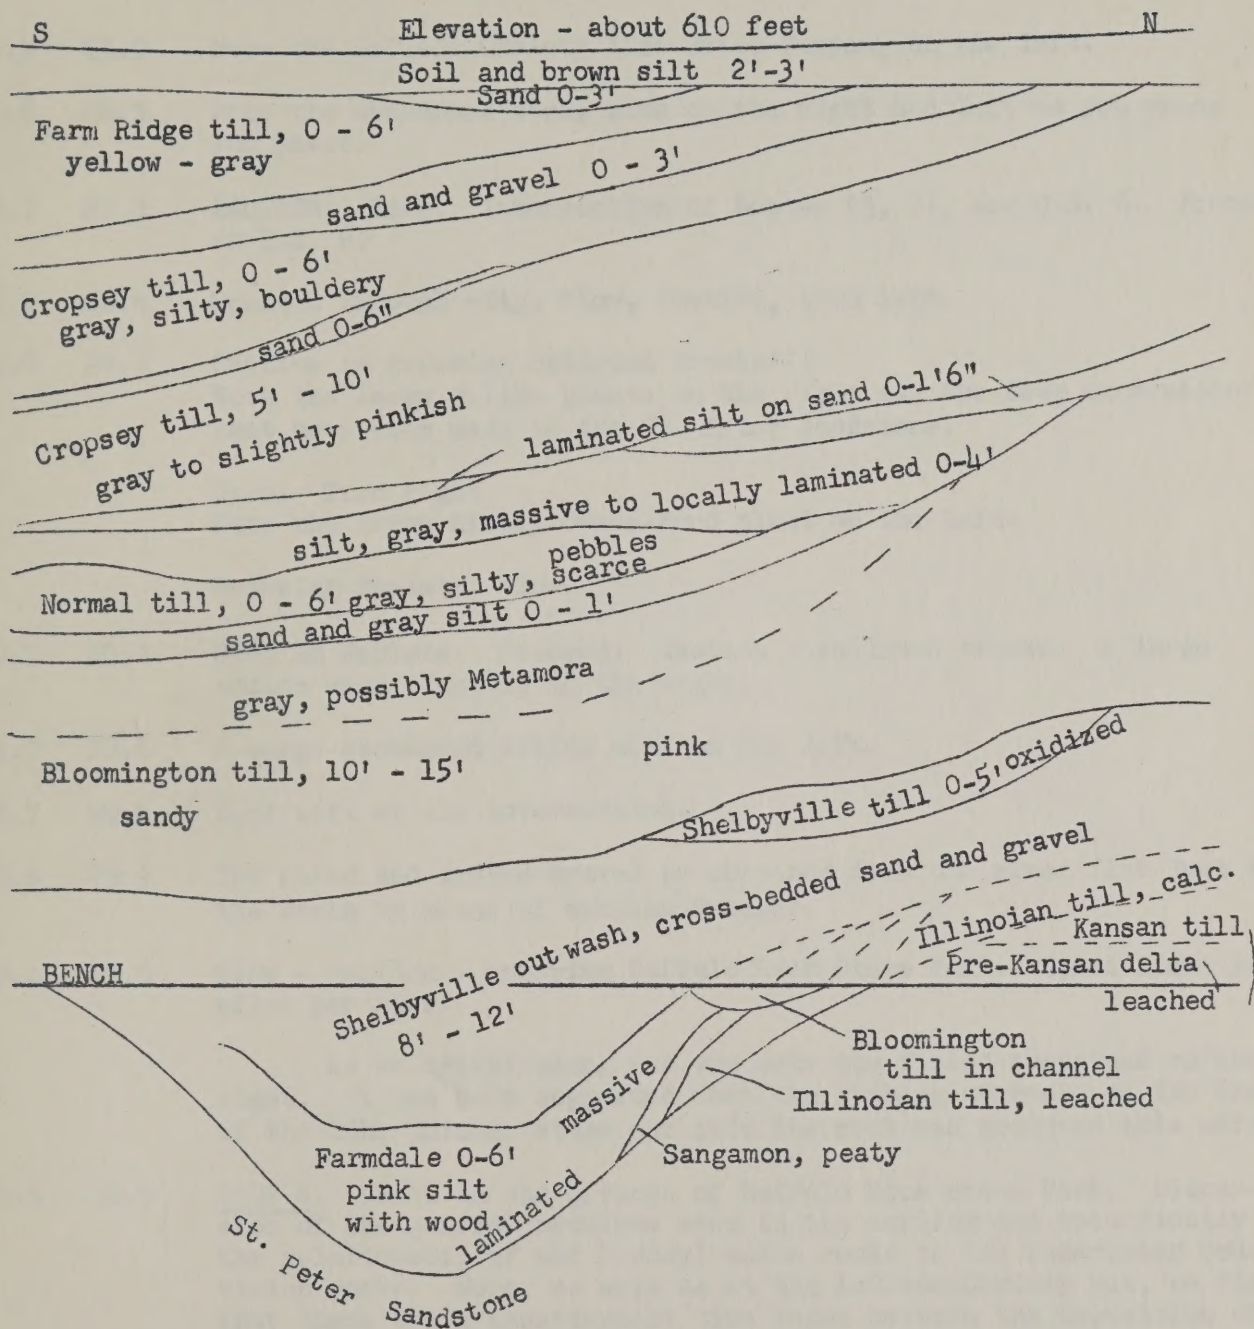 S Elevation - about 610 feet N
Soil and brown silt 2'-3'
Sand 0-3'
Farm Ridge till, 0 - 6'
yellow - gray
sand and gravel 0 - 3'
Cropsey till, 0 - 6'
gray, silty, bouldery
sand 0-6"
Cropsey till, 5' - 10'
gray to slightly pinkish
laminated silt on sand 0-1'6"
silt, gray, massive to locally laminated 0-4'
Normal till, 0 - 6' gray, silty, pebbles
scarce
sand and gray silt 0 - 1'
gray, possibly Metamora
pink
Bloomington till, 10' - 15'
sandy
Shelbyville till 0-5' oxidized
Shelbyville out wash, cross-bedded sand and gravel
8' - 12'
Illinoian till, calc.
Kansan till
Pre-Kansan delta
leached
BENCH
Bloomington
till in channel
Illinoian till, leached
Sangamon, peaty
massive
Farmdale 0-6'
pink silt
with wood
laminated
St. Peter Sandstone